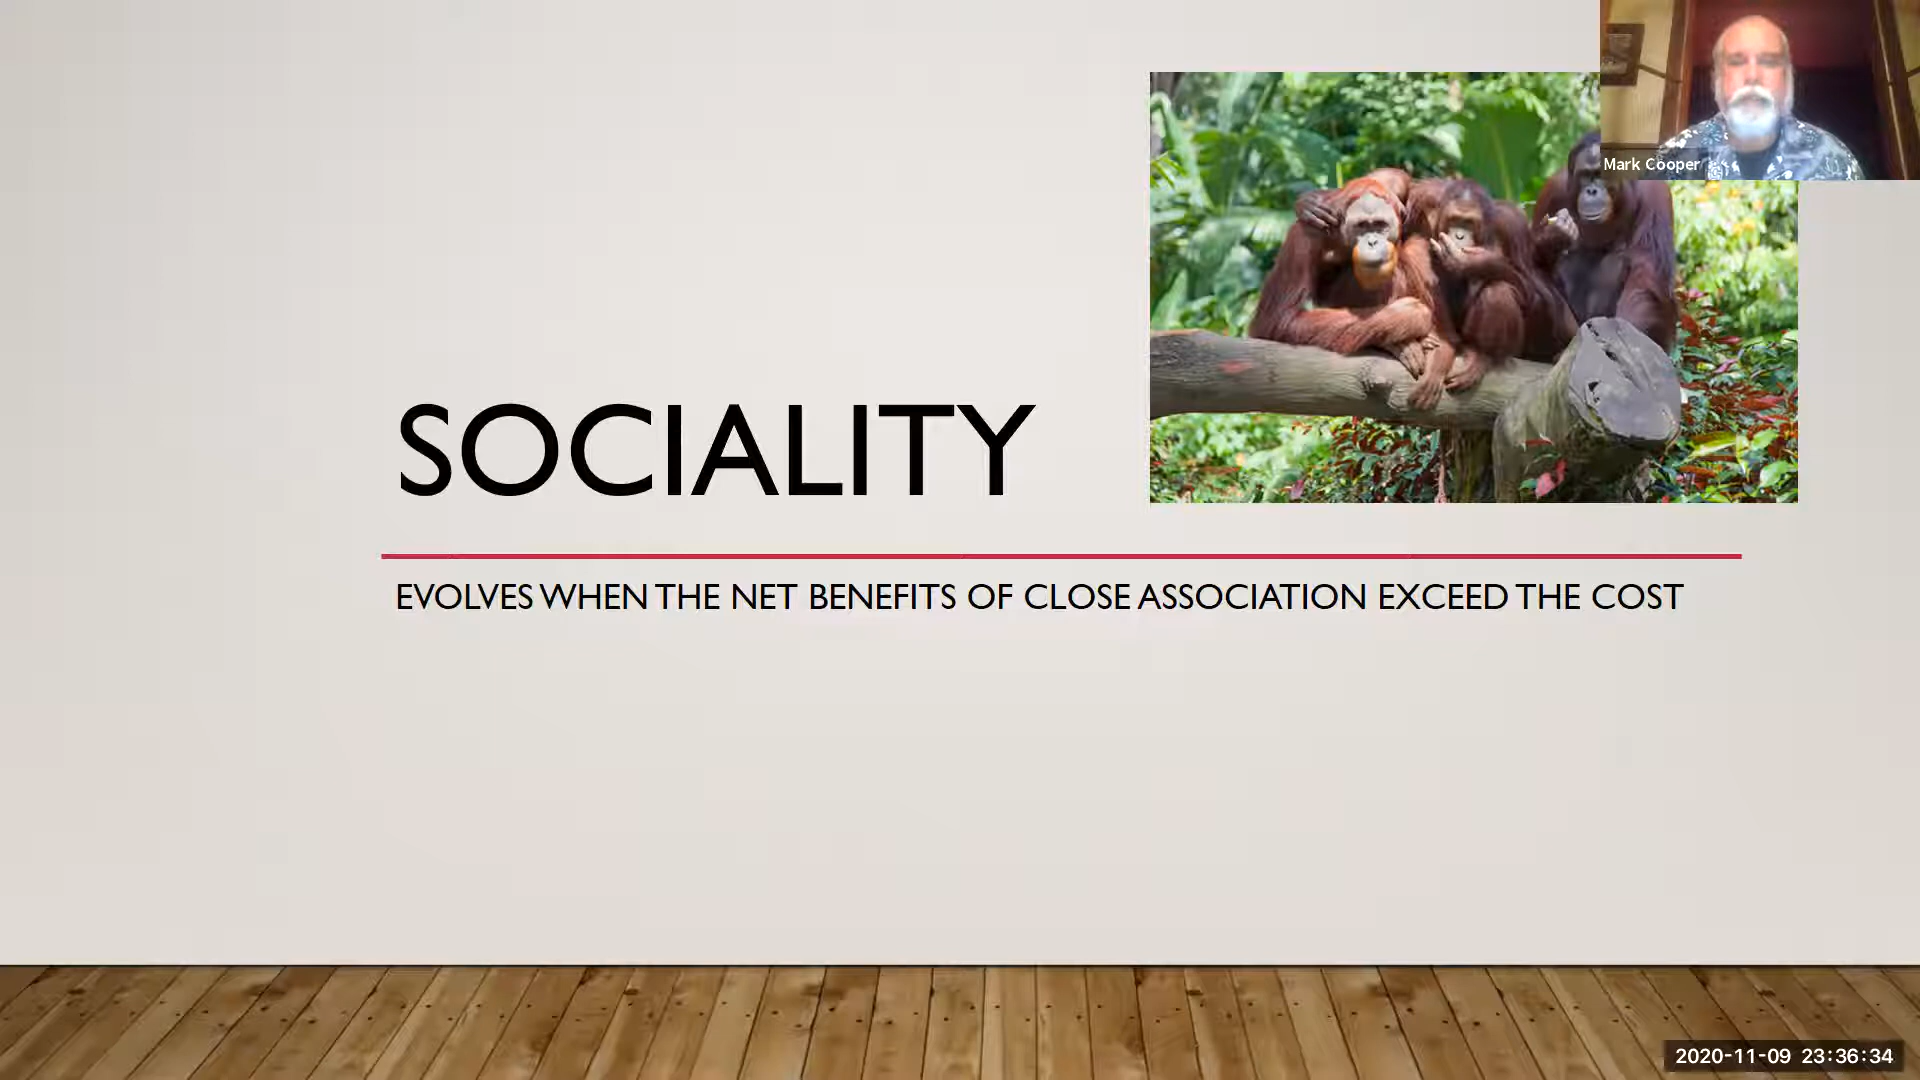 Mark Cooper
SOCIALITY
EVOLVES WHEN THE NET BENEFITS OF CLOSE ASSOCIATION EXCEED THE COST
2020-11-09 23:36:34